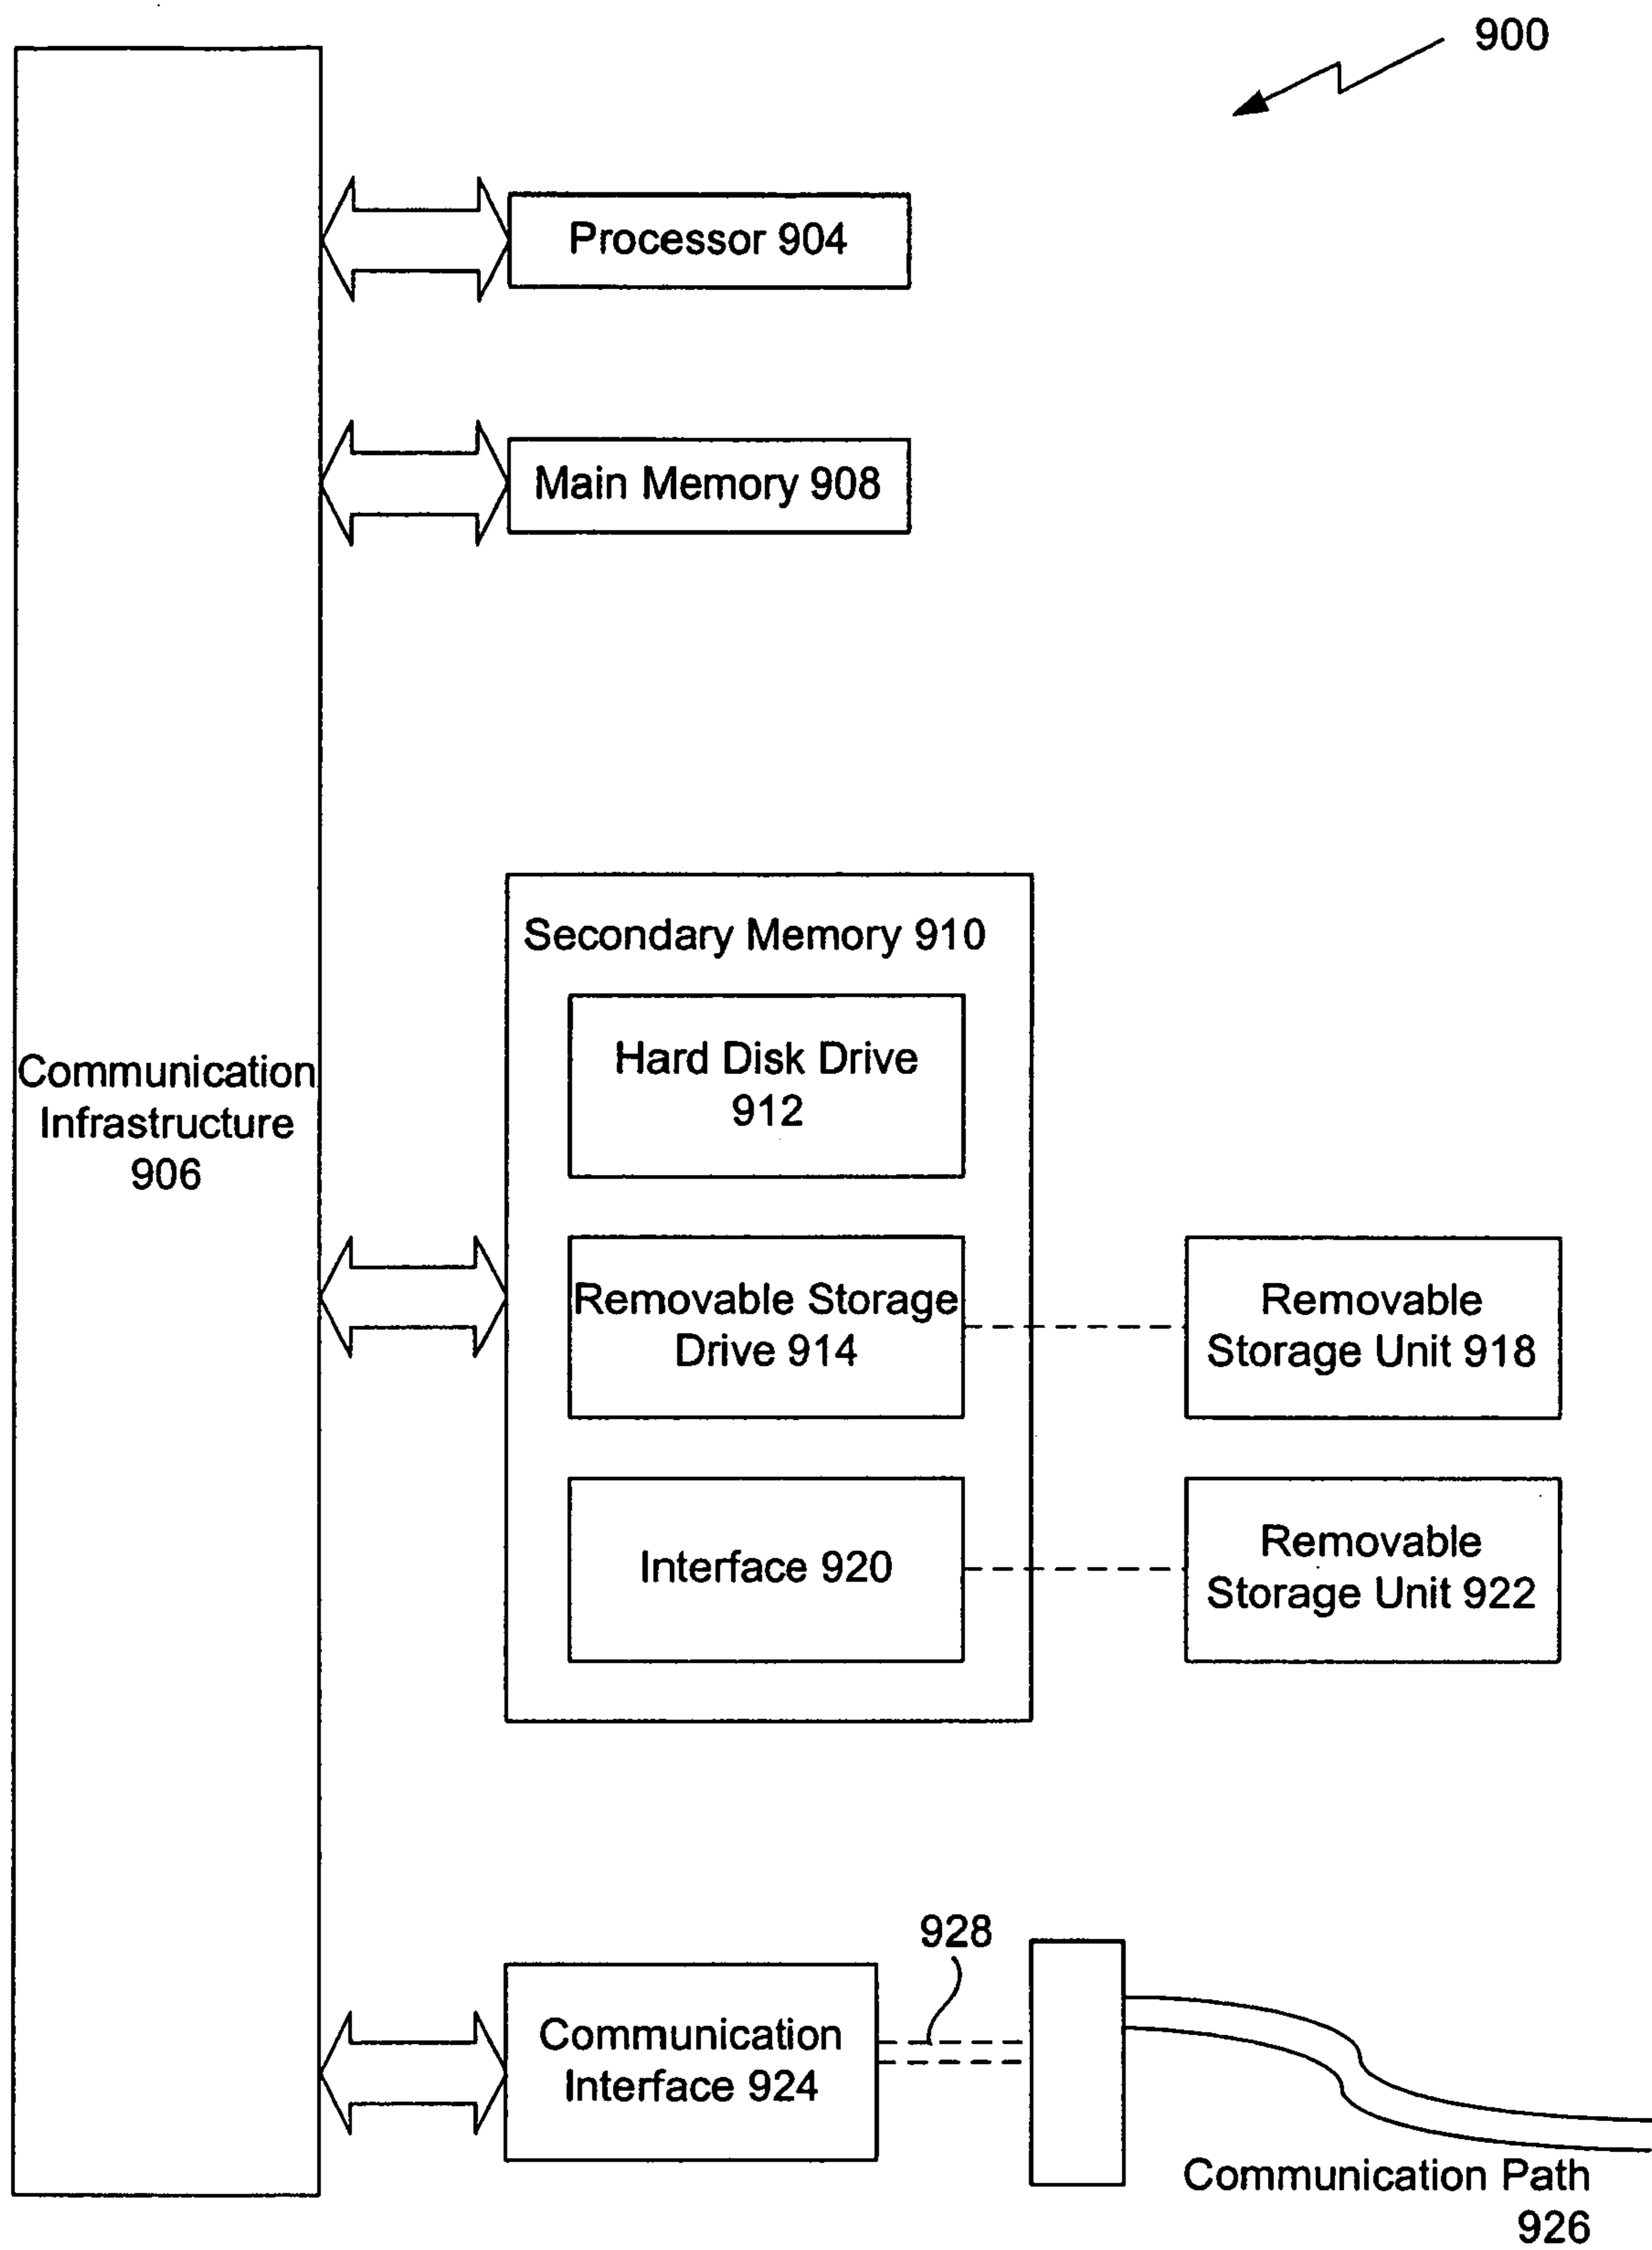 900
Processor 904
Main Memory 908
Secondary Memory 910
Hard Disk Drive
912
Communication
Infrastructure
906
Removable Storage
Drive 914
Removable
Storage Unit 918
Interface 920
Removable
Storage Unit 922
928
Communication
Interface 924
Communication Path
926